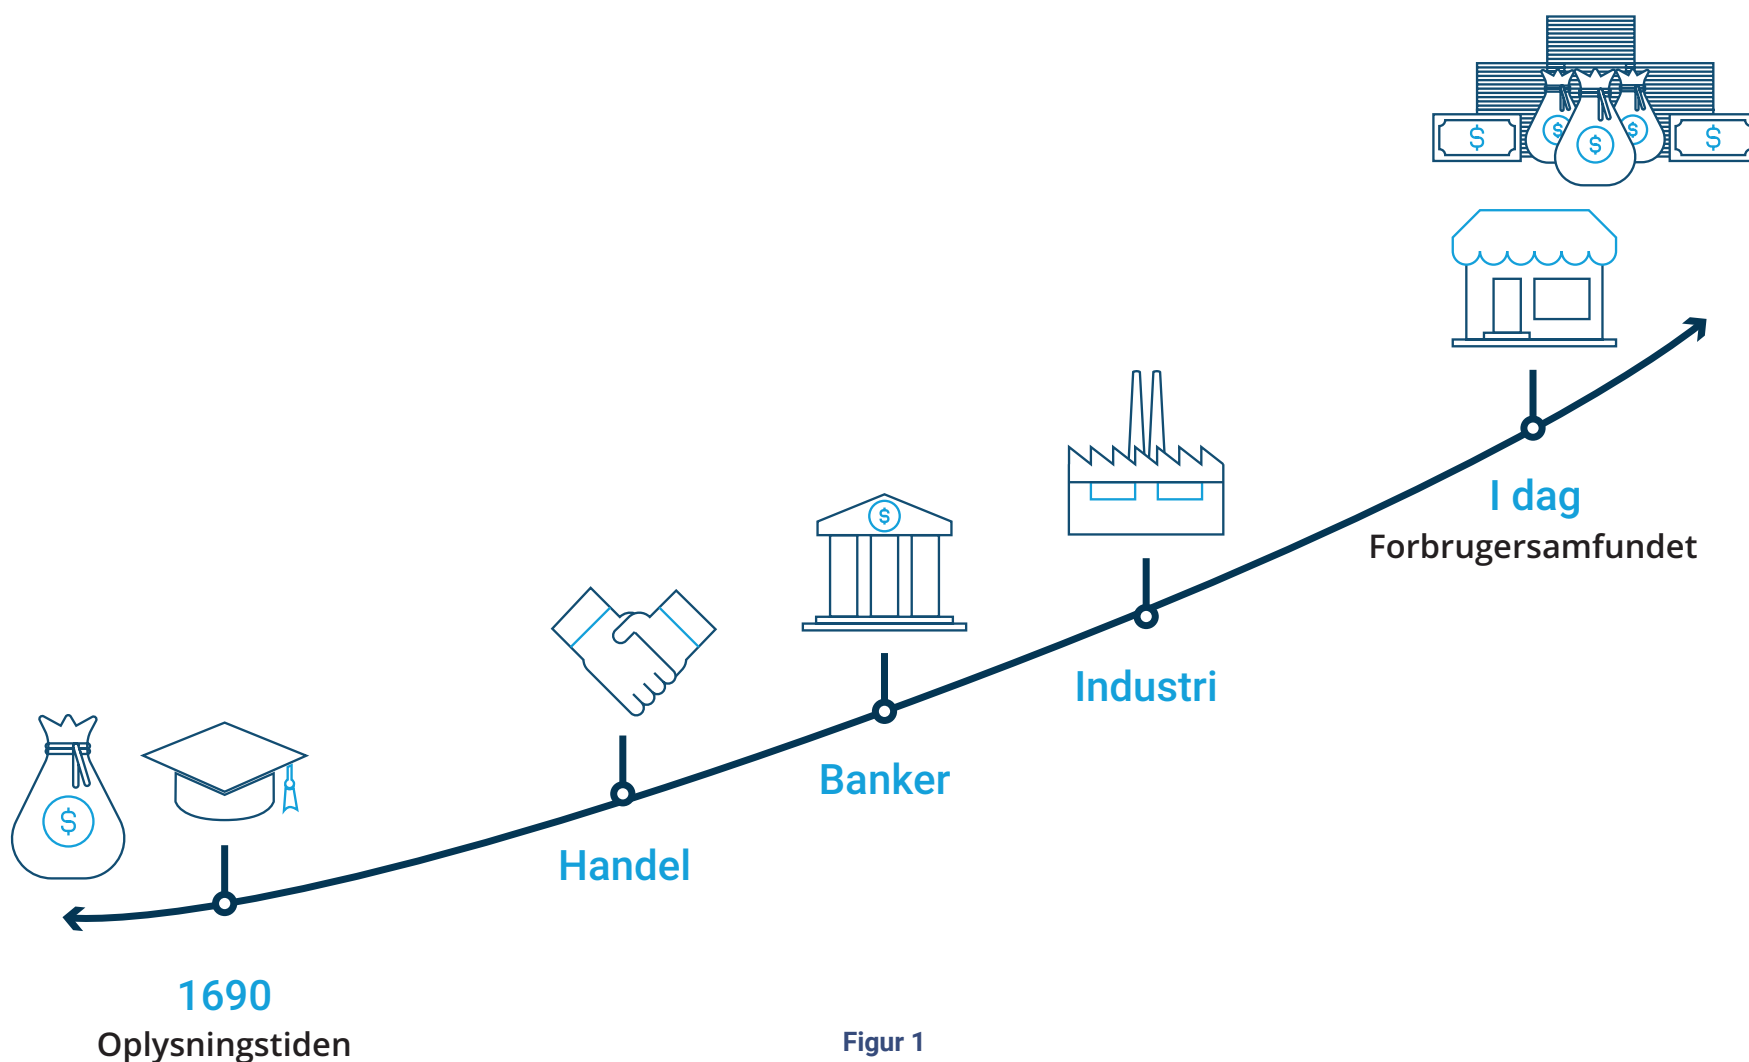 1690
Oplysningstiden
Handel
Banker
Industri
I dag
Forbrugersamfundet
$
$
$
$
$
$
$
Figur 1